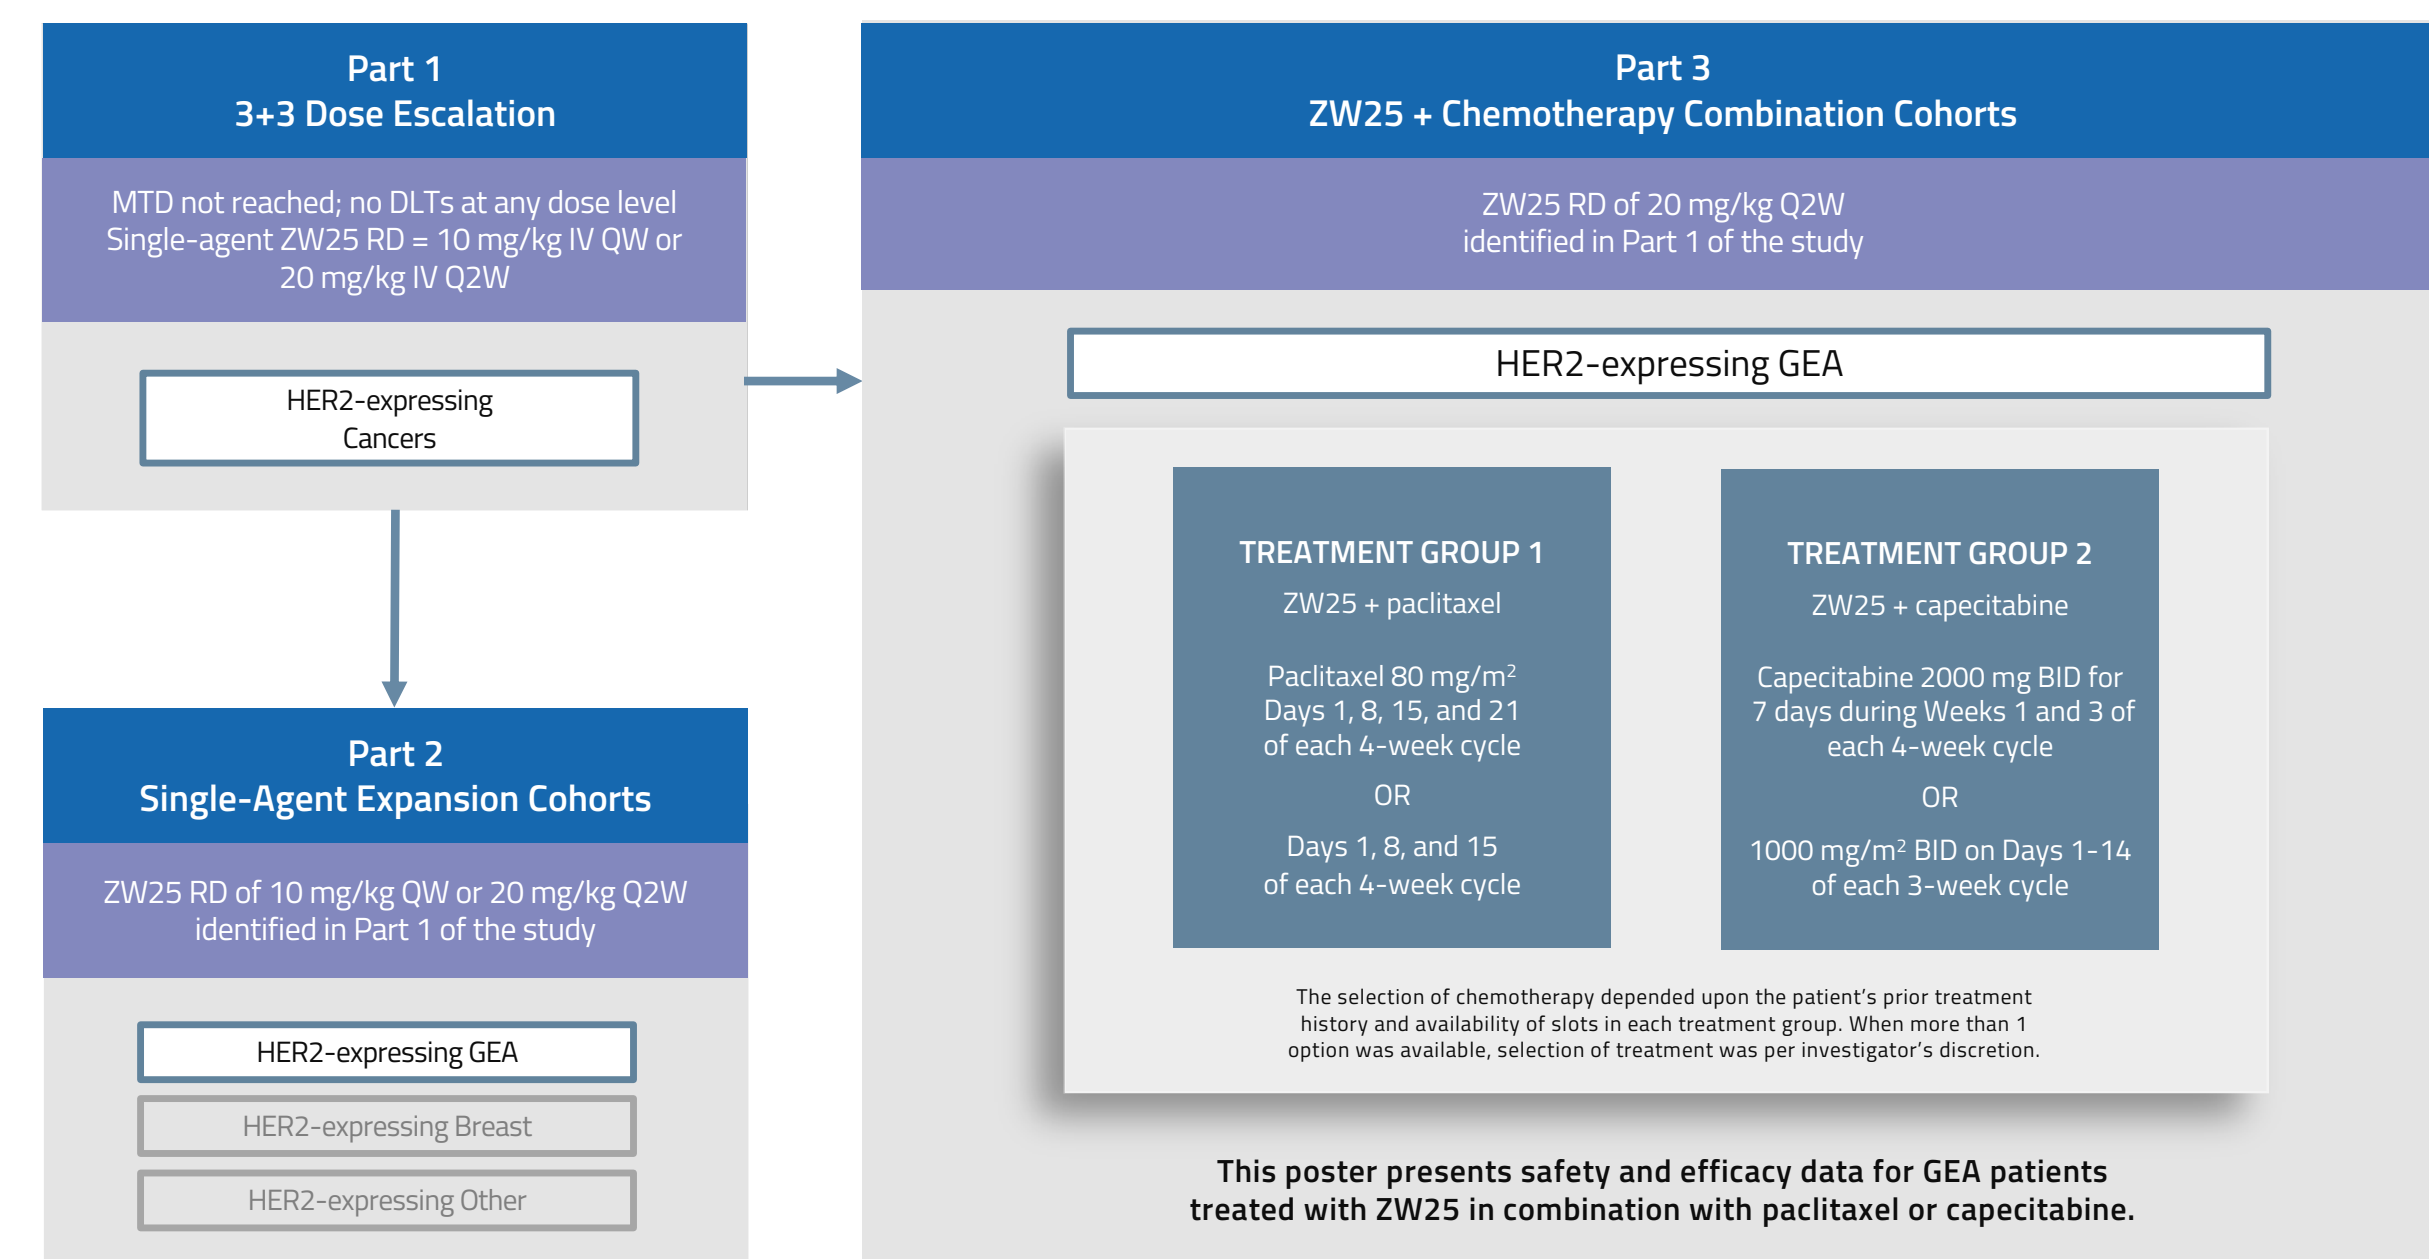 Part 1
3+3 Dose Escalation
MTD not reached; no DLTs at any dose level
Single-agent ZW25 RD = 10 mg/kg IV QW or
20 mg/kg IV Q2W
HER2-expressing
Cancers
Part 2
Single-Agent Expansion Cohorts
ZW25 RD of 10 mg/kg QW or 20 mg/kg Q2W
identified in Part 1 of the study
HER2-expressing GEA
HER2-expressing Breast
HER2-expressing Other
Part 3
ZW25 + Chemotherapy Combination Cohorts
ZW25 RD of 20 mg/kg Q2W
identified in Part 1 of the study
HER2-expressing GEA
TREATMENT GROUP 1
ZW25 + paclitaxel
Paclitaxel 80 mg/m²
Days 1, 8, 15, and 21
of each 4-week cycle
OR
Days 1, 8, and 15
of each 4-week cycle
TREATMENT GROUP 2
ZW25 + capecitabine
Capecitabine 2000 mg BID for
7 days during Weeks 1 and 3 of
each 4-week cycle
OR
1000 mg/m² BID on Days 1-14
of each 3-week cycle
The selection of chemotherapy depended upon the patient’s prior treatment
history and availability of slots in each treatment group. When more than 1
option was available, selection of treatment was per investigator’s discretion.
This poster presents safety and efficacy data for GEA patients
treated with ZW25 in combination with paclitaxel or capecitabine.